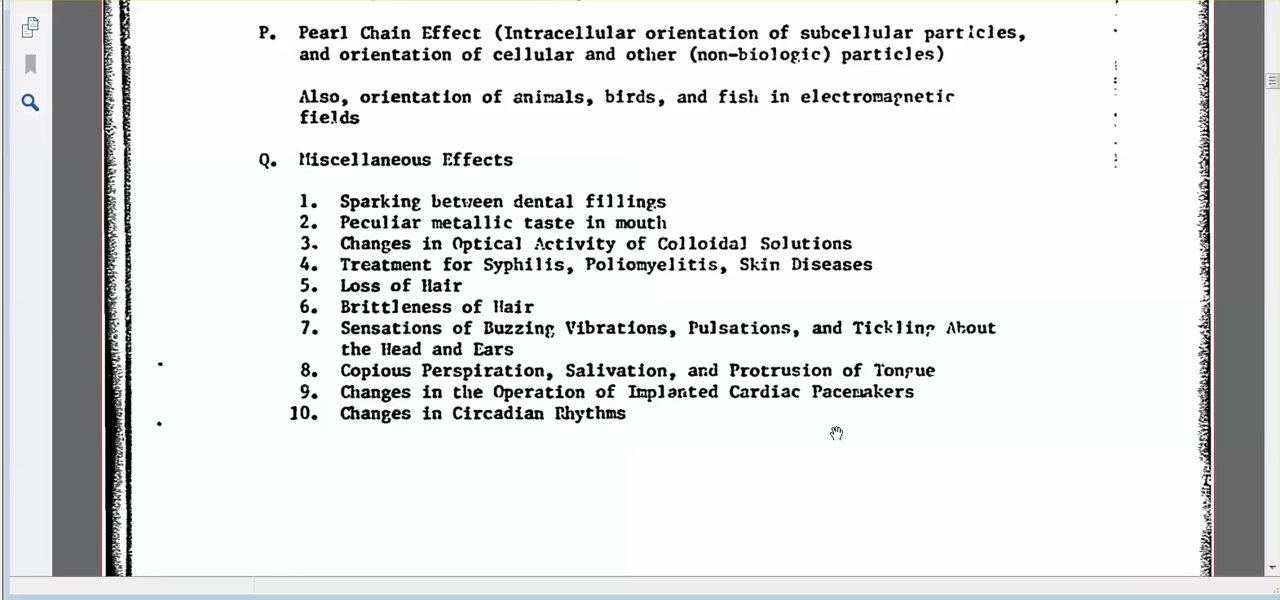 P. Pearl Chain Effect (Intracellular orientation of subcellular particles,
and orientation of cellular and other (non-biologic) particles)
Also, orientation of animals, birds, and fish in electromagnetic
fields
Q. Miscellaneous Effects
1. Sparking between dental fillings
2. Peculiar metallic taste in mouth
3. Changes in Optical Activity of Colloidal Solutions
4. Treatment for Syphilis, Poliomyelitis, Skin Diseases
5. Loss of Hair
6. Brittleness of Hair
7. Sensations of Buzzing Vibrations, Pulsations, and Tickling About
the Head and Ears
8. Copious Perspiration, Salivation, and Protrusion of Tongue
9. Changes in the Operation of Implanted Cardiac Pacemakers
10. Changes in Circadian Rhythms